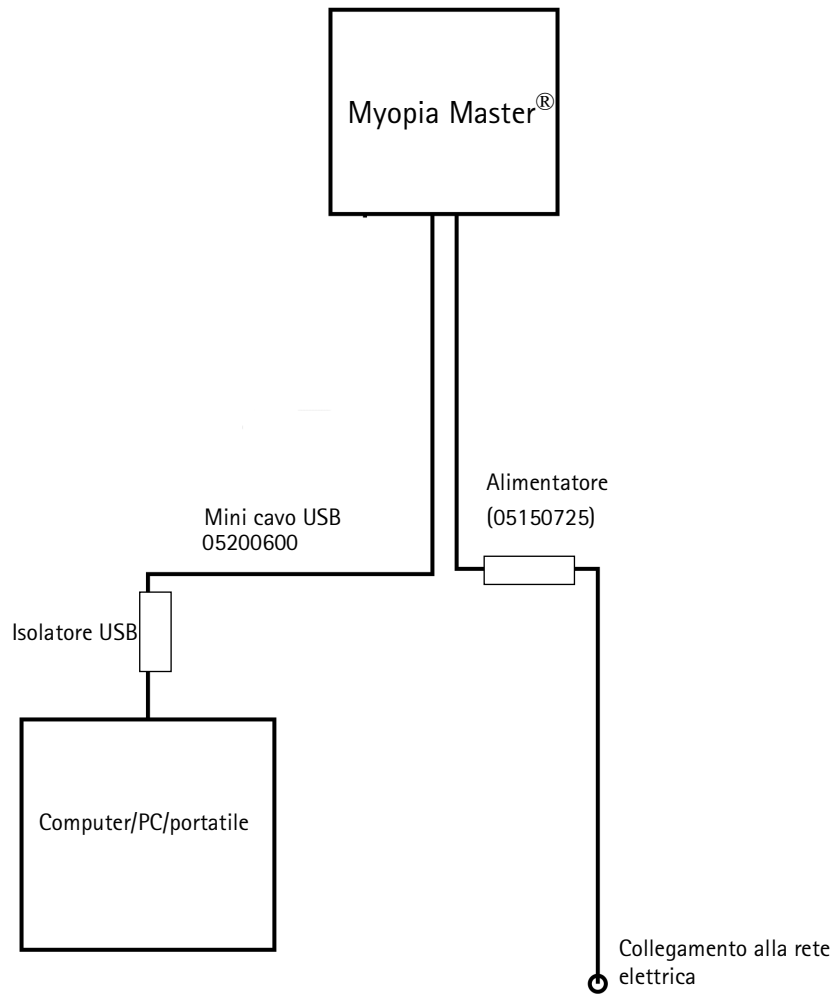 Myopia Master®
Alimentatore
(05150725)
Mini cavo USB
05200600
Isolatore USB
Computer/PC/portatile
Collegamento alla rete
elettrica